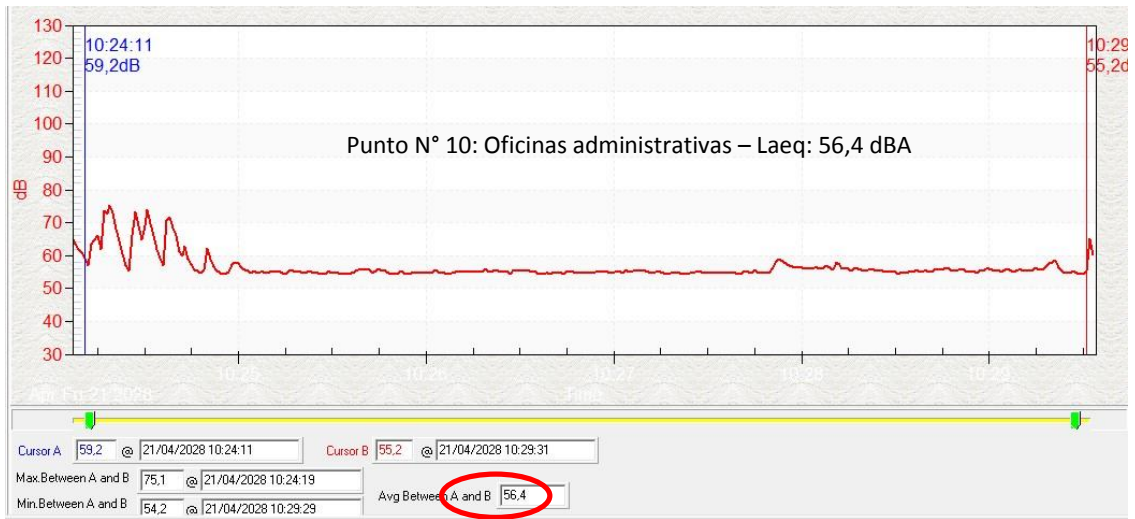 130
10:24:11
10:29
120
59,2dB
55,2d
110
100
Punto N° 10: Oficinas administrativas – Laeq: 56,4 dBA
90
dB
80
70
60
50
40
30
10:25
10:26
10:27
10:28
10:29
Apr Fri 21 2028
Time
Cursor A 59,2 @ 21/04/2028 10:24:11 Cursor B 55,2 @ 21/04/2028 10:29:31
Max.Between A and B 75,1 @ 21/04/2028 10:24:19
Avg Between A and B 56,4
Min.Between A and B 54,2 @ 21/04/2028 10:29:29